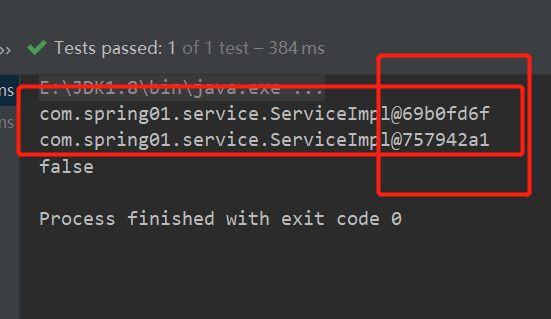 Tests passed: 1 of 1 test – 384 ms
ns
E:\JDK1.8\bin\java.exe ...
com.spring01.service.ServiceImpl@69b0fd6f
ns
com.spring01.service.ServiceImpl@757942a1
false
Process finished with exit code 0